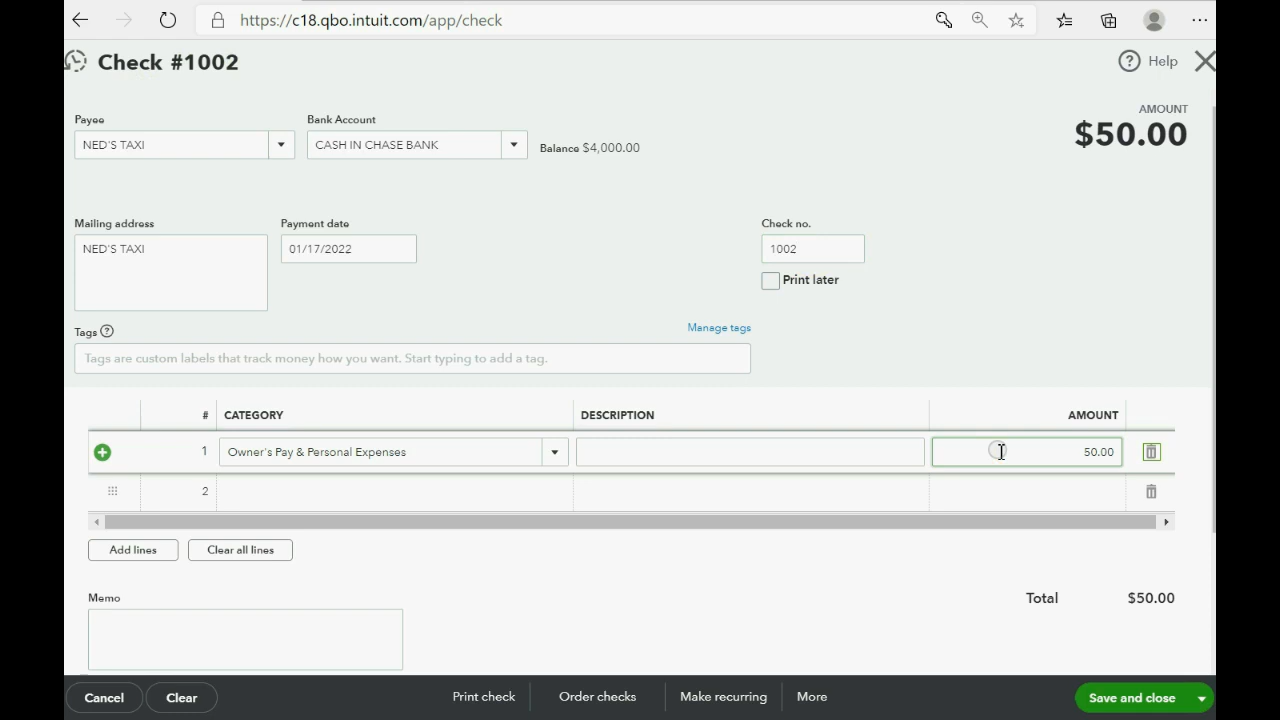 https://c18.qbo.intuit.com/app/check
Check #1002
Help
Payee
Bank Account
AMOUNT
$50.00
NED'S TAXI
CASH IN CHASE BANK
Balance $4,000.00
Mailing address
Payment date
Check no.
NED'S TAXI
01/17/2022
1002
Print later
Tags
Manage tags
Tags are custom labels that track money how you want. Start typing to add a tag.
# CATEGORY DESCRIPTION AMOUNT
1 Owner's Pay & Personal Expenses 50.00
2
Add lines Clear all lines
Memo
Total $50.00
Cancel Clear Print check Order checks Make recurring More Save and close